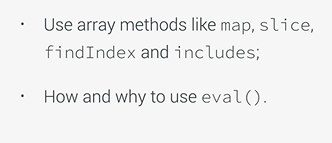 • Use array methods like map, slice,
findIndex and includes;
• How and why to use eval().